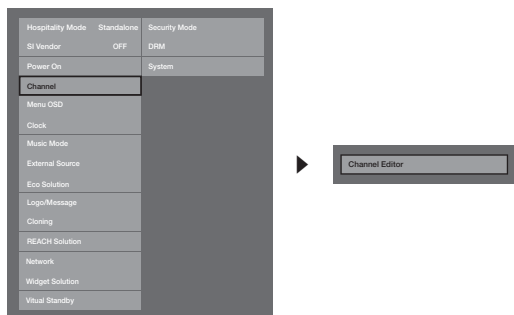 Hospitality Mode Standalone Security Mode
SI Vendor OFF DRM
Power On System
Channel
Menu OSD
Clock
Music Mode
External Source
Eco Solution
Logo/Message
Cloning
REACH Solution
Network
Widget Solution
Vitual Standby
Channel Editor